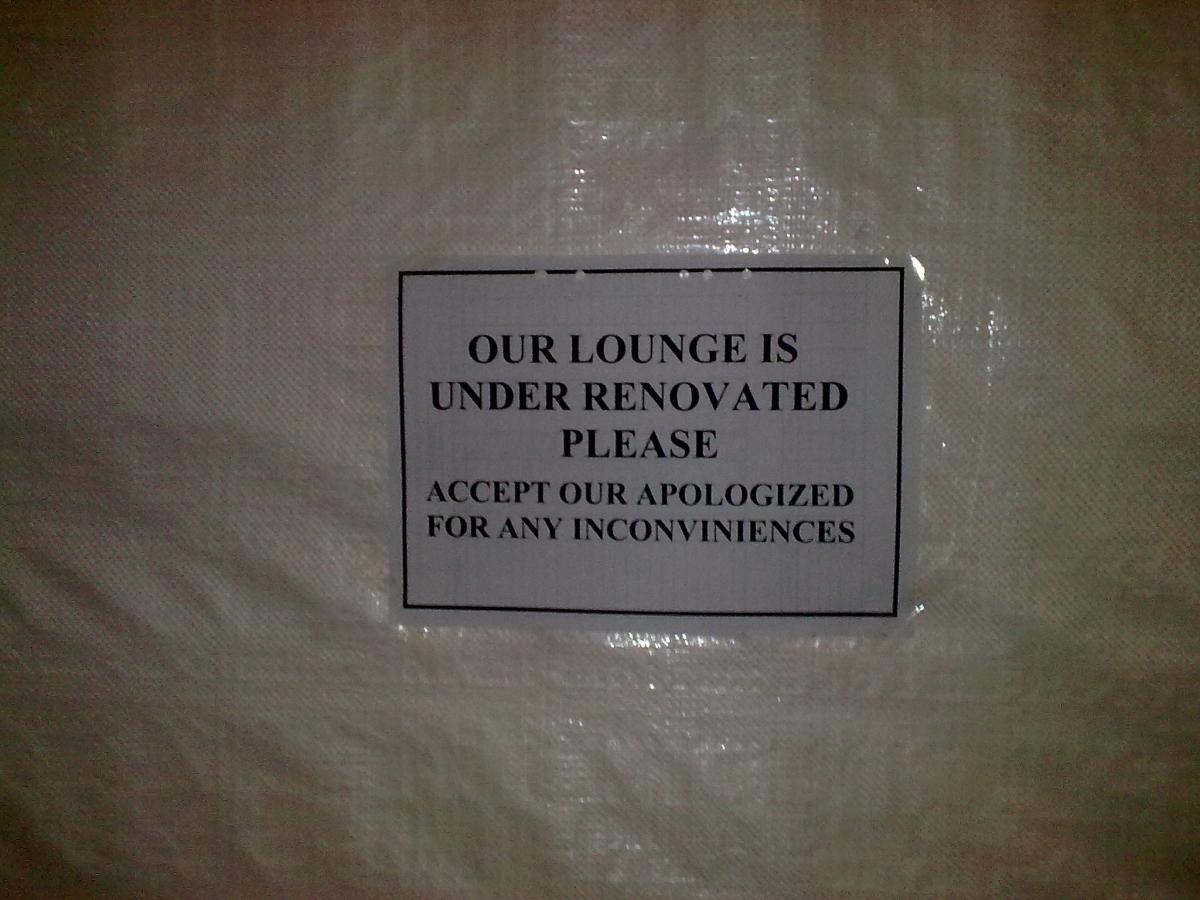 OUR LOUNGE IS
UNDER RENOVATED
PLEASE
ACCEPT OUR APOLOGIZED
FOR ANY INCONVINIENCES